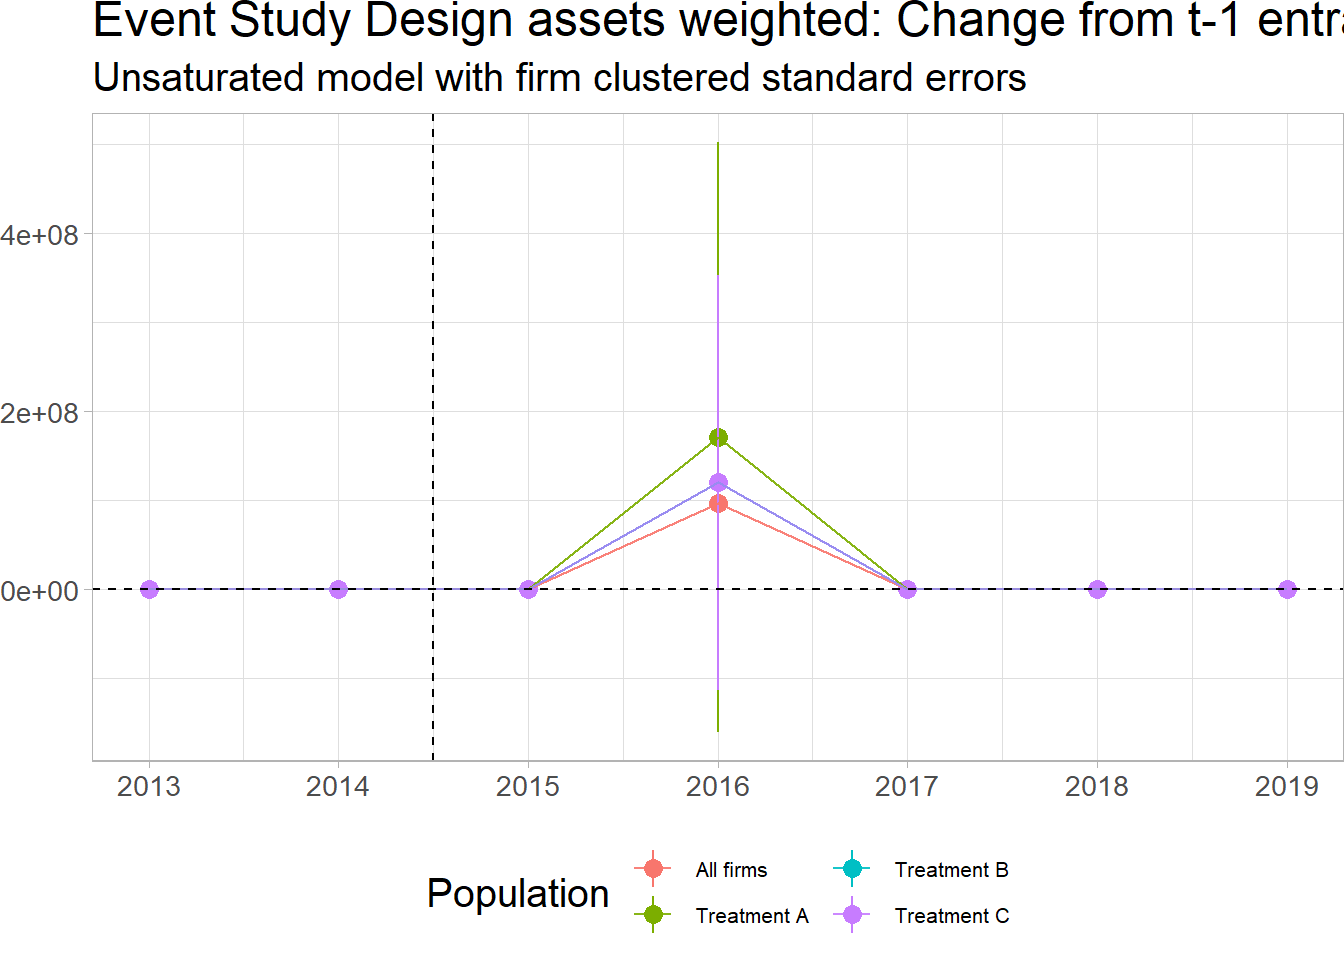 Event Study Design assets weighted: Change from t-1 entra
Unsaturated model with firm clustered standard errors
4e+08
2e+08
0e+00
2013 2014 2015 2016 2017 2018 2019
Population
All firms
Treatment B
Treatment A
Treatment C